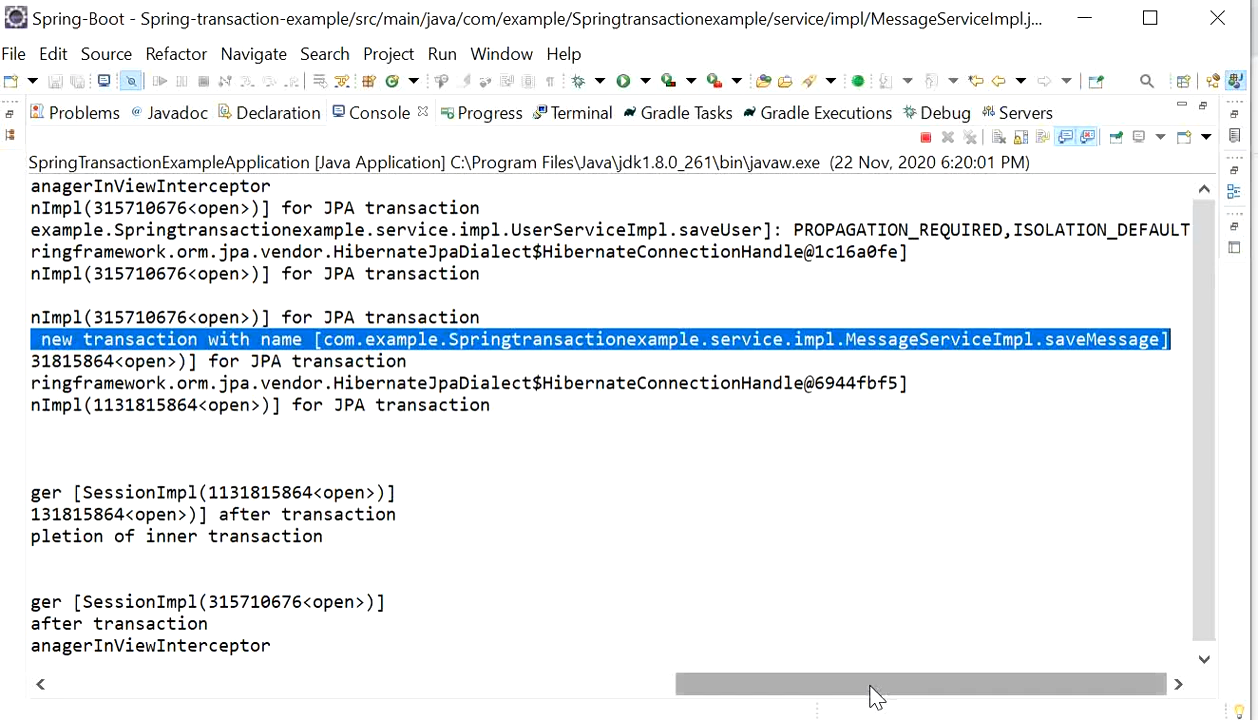 Spring-Boot - Spring-transaction-example/src/main/java/com/example/Springtransactionexample/service/impl/MessageServiceImpl.j...
File Edit Source Refactor Navigate Search Project Run Window Help
Problems Javadoc Declaration Console Progress Terminal Gradle Tasks Gradle Executions Debug Servers
SpringTransactionExampleApplication [Java Application] C:\Program Files\Java\jdk1.8.0_261\bin\javaw.exe (22 Nov, 2020 6:20:01 PM)
anagerInViewInterceptor
nImpl(315710676<open>)] for JPA transaction
example.Springtransactionexample.service.impl.UserServiceImpl.saveUser]: PROPAGATION_REQUIRED,ISOLATION_DEFAULT
ringframework.orm.jpa.vendor.HibernateJpaDialect$HibernateConnectionHandle@1c16a0fe]
nImpl(315710676<open>)] for JPA transaction
nImpl(315710676<open>)] for JPA transaction
new transaction with name [com.example.Springtransactionexample.service.impl.MessageServiceImpl.saveMessage]
31815864<open>)] for JPA transaction
ringframework.orm.jpa.vendor.HibernateJpaDialect$HibernateConnectionHandle@6944fbf5]
nImpl(1131815864<open>)] for JPA transaction
ger [SessionImpl(1131815864<open>)]
131815864<open>)] after transaction
pletion of inner transaction
ger [SessionImpl(315710676<open>)]
after transaction
anagerInViewInterceptor